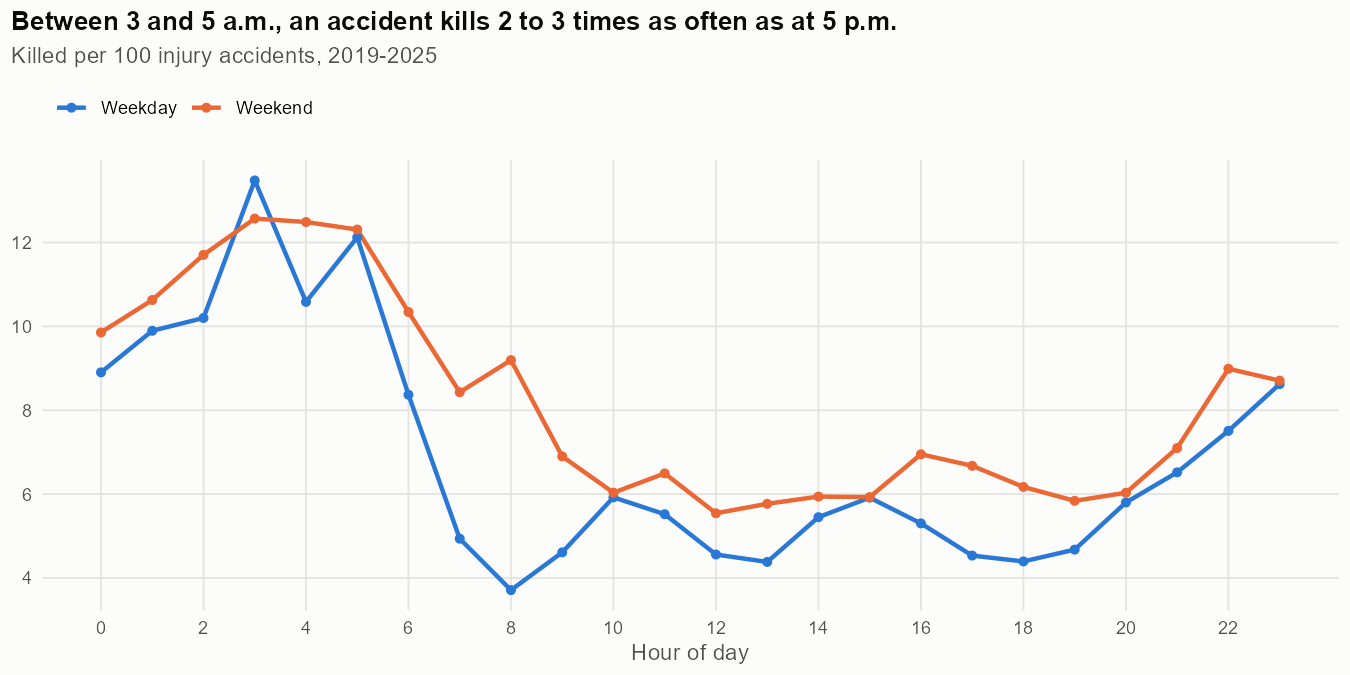 Between 3 and 5 a.m., an accident kills 2 to 3 times as often as at 5 p.m.
Killed per 100 injury accidents, 2019-2025
Weekday Weekend
12
10
8
6
4
0 2 4 6 8 10 12 14 16 18 20 22
Hour of day